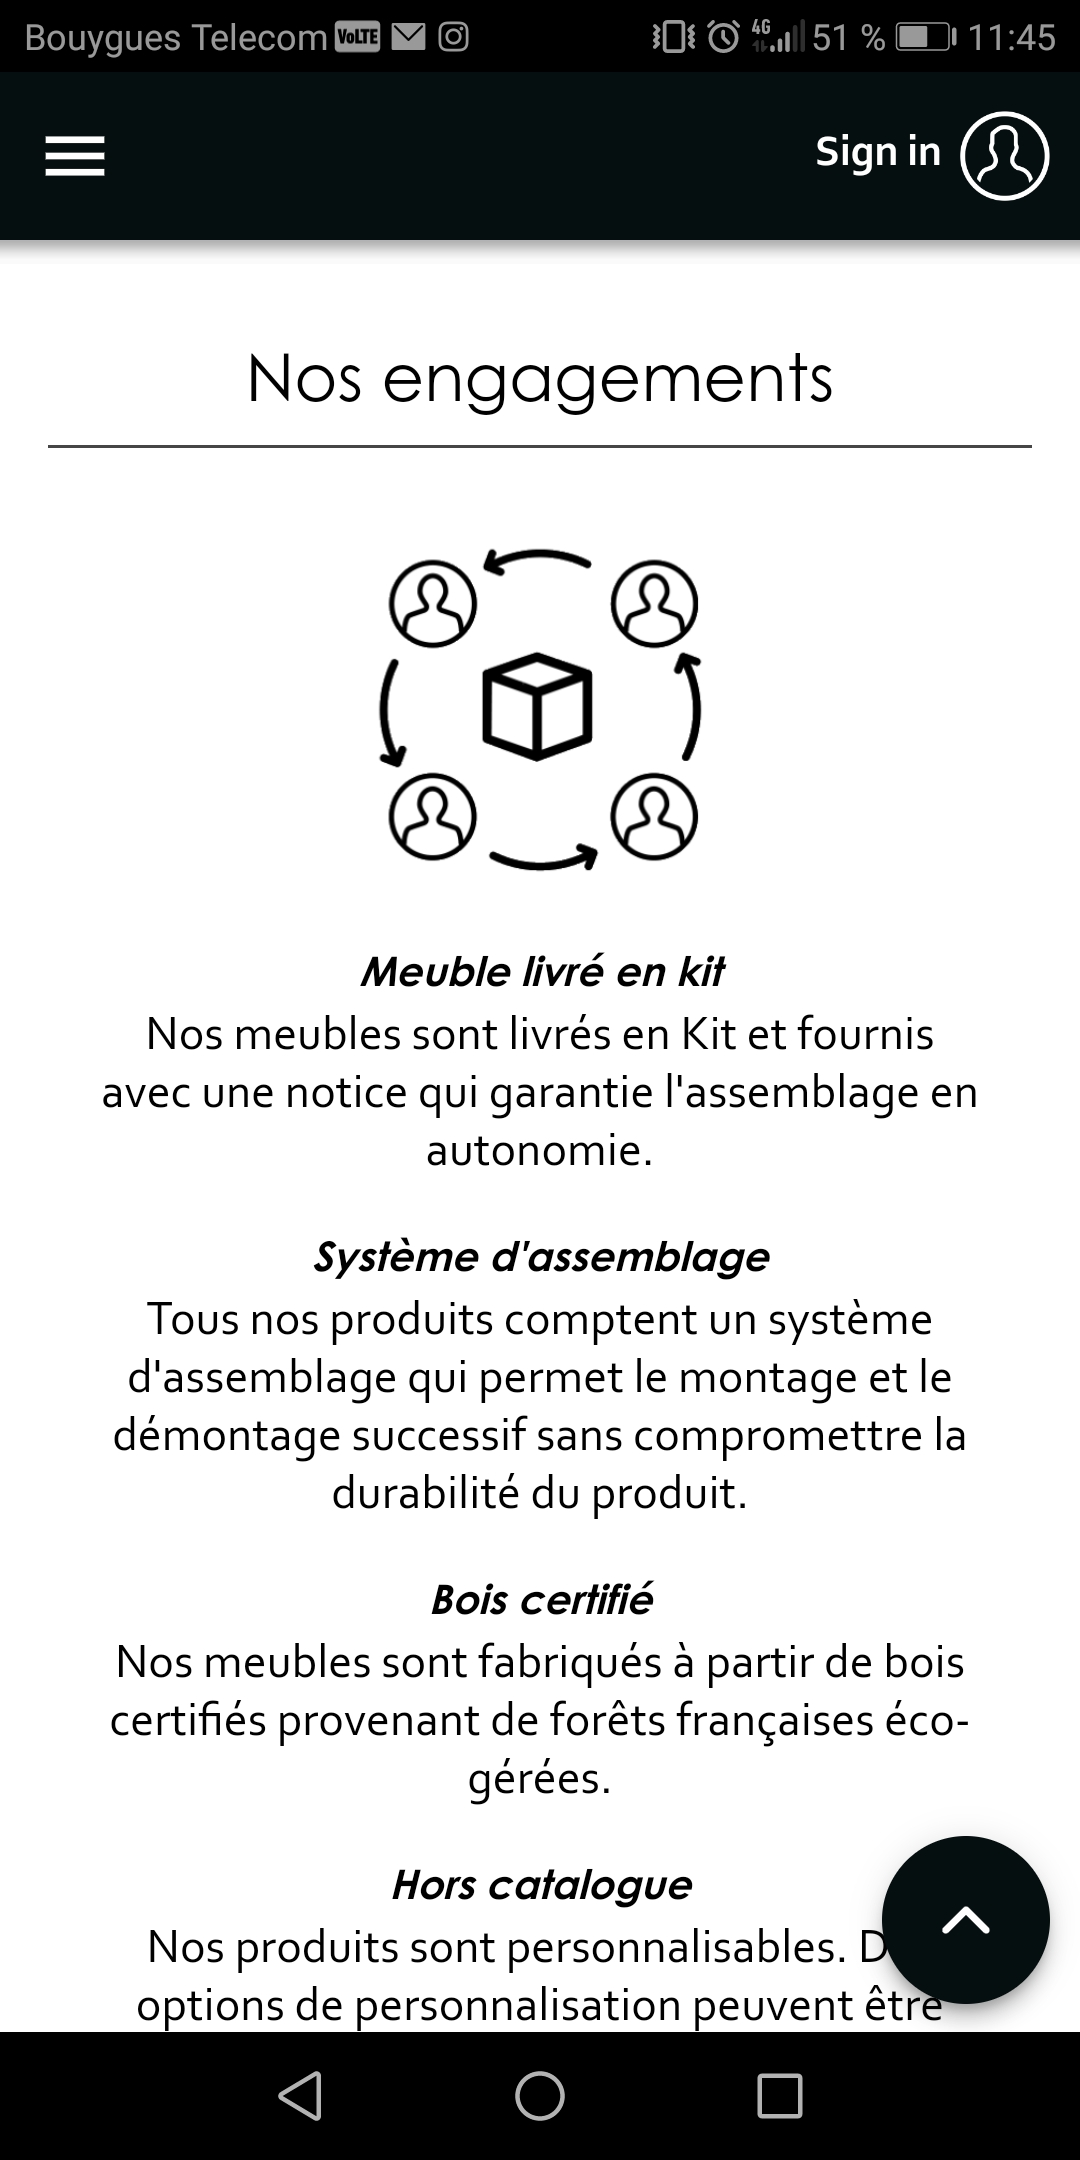 Bouygues Telecom VoLTE 4G 51 % 11:45
Sign in
Nos engagements
Meuble livré en kit
Nos meubles sont livrés en Kit et fournis
avec une notice qui garantie l'assemblage en
autonomie.
Système d'assemblage
Tous nos produits comptent un système
d'assemblage qui permet le montage et le
démontage successif sans compromettre la
durabilité du produit.
Bois certifié
Nos meubles sont fabriqués à partir de bois
certifiés provenant de forêts françaises éco-
gérées.
Hors catalogue
Nos produits sont personnalisables.
options de personnalisation peuvent être